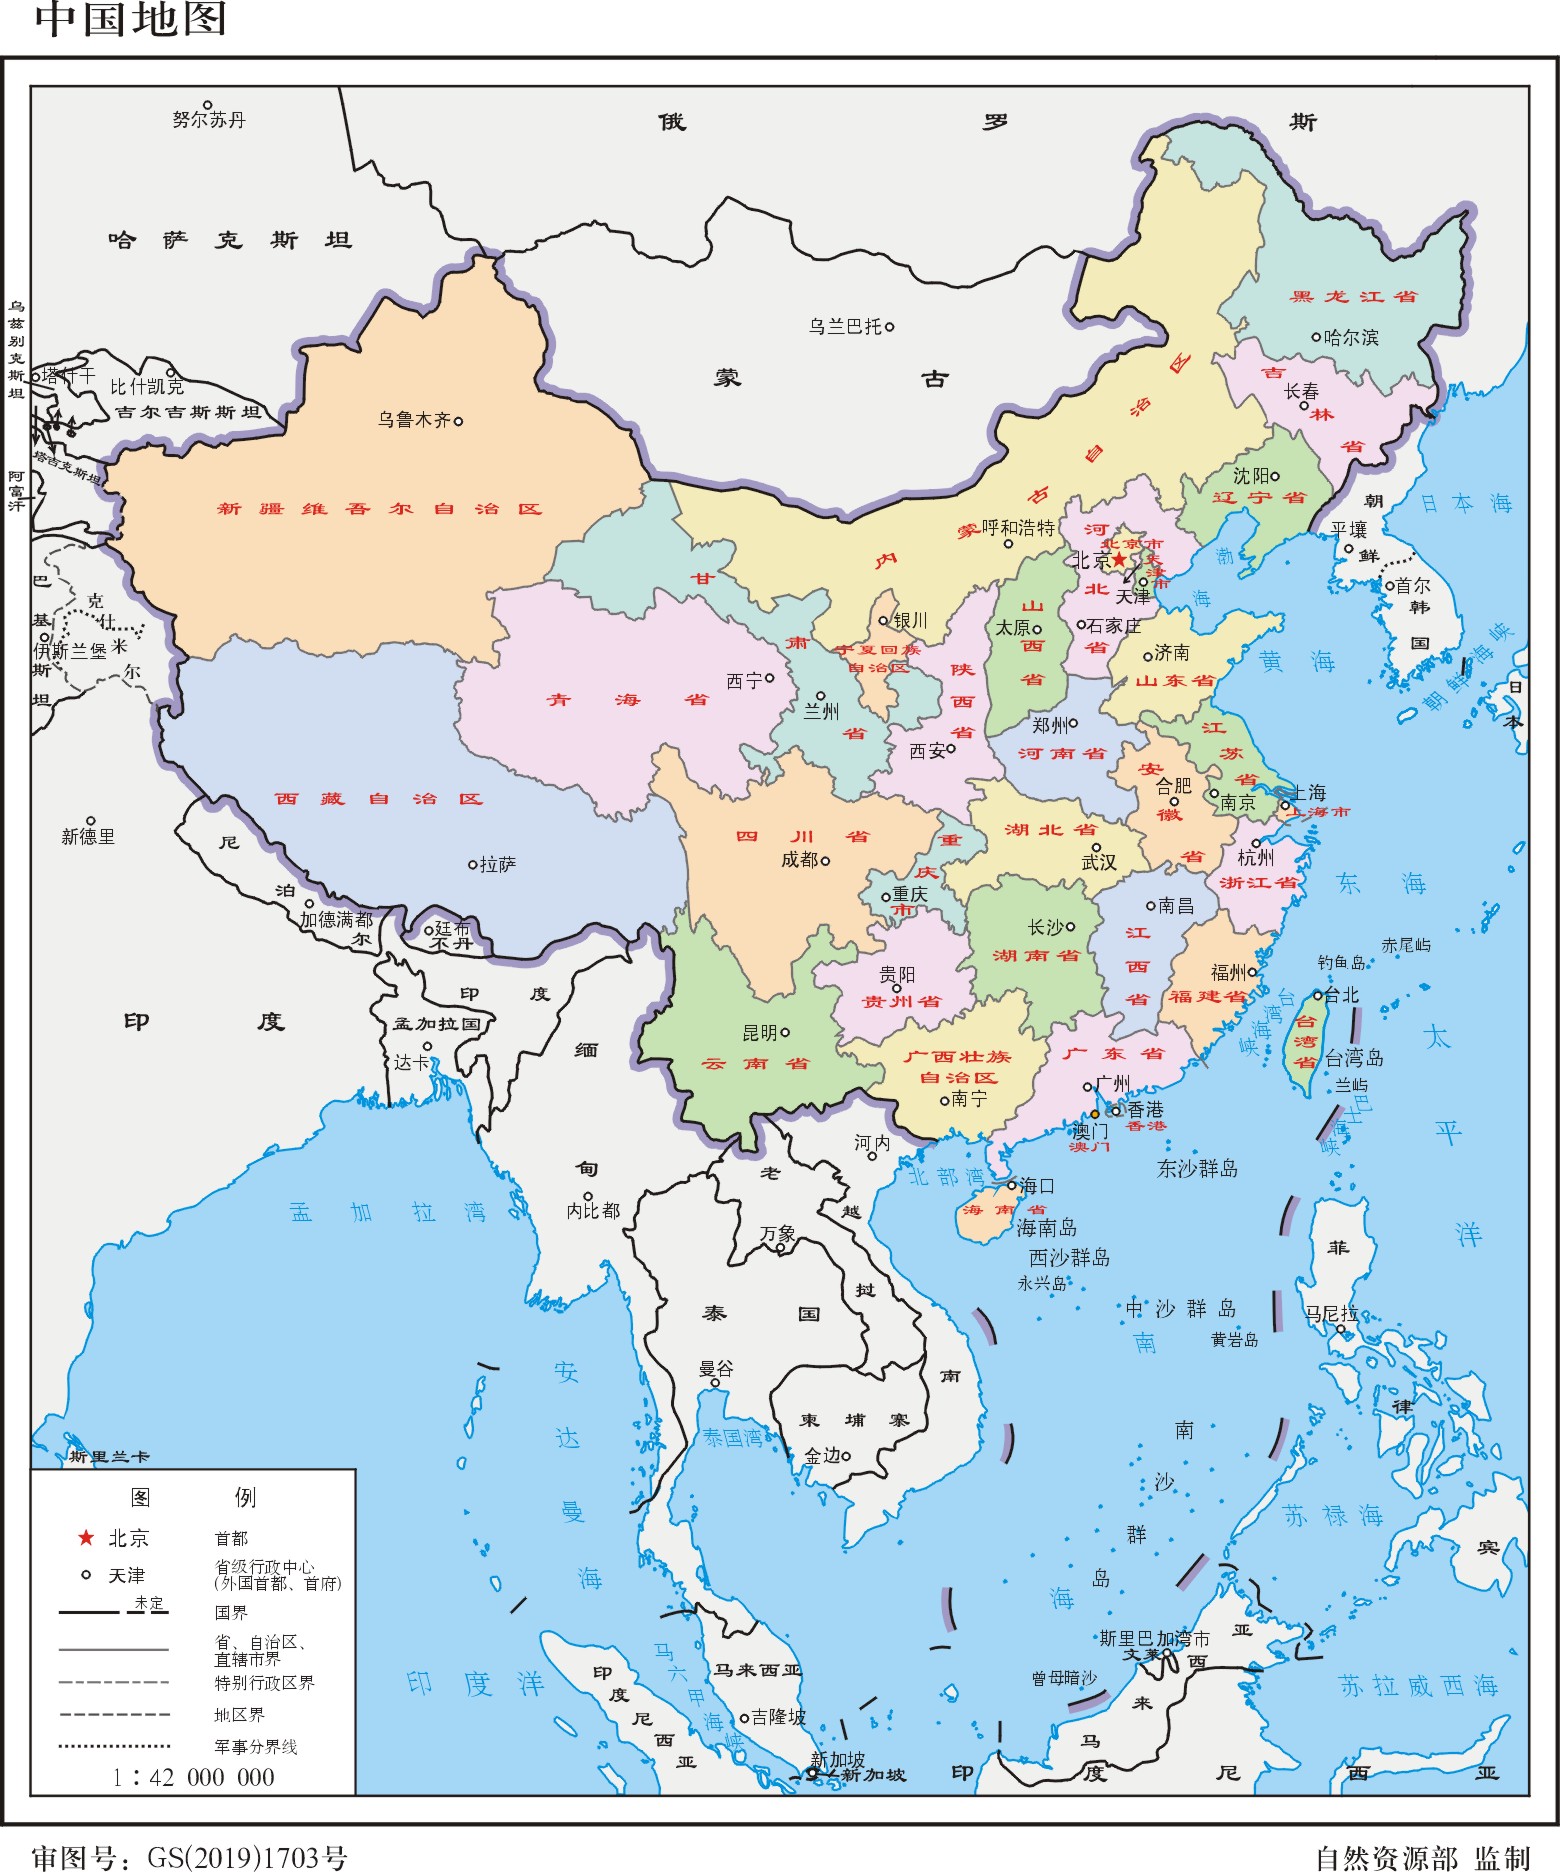 中国地图
努尔苏丹
俄罗斯
哈萨克斯坦
乌兹别克斯坦
塔什干
比什凯克
吉尔吉斯斯坦
塔吉克斯坦
阿富汗
乌鲁木齐
新疆维吾尔自治区
乌兰巴托
蒙古
内蒙古自治区
呼和浩特
黑龙江省
哈尔滨
吉林省
长春
沈阳
辽宁省
朝鲜
平壤
首尔
韩国
日本海
朝鲜海峡
日本
河北省
北京市
北京
天津市
天津
渤海
石家庄
山西省
太原
济南
山东省
黄海
巴基斯坦
克什米尔
伊斯兰堡
甘肃省
兰州
银川
宁夏回族
自治区
青海省
西宁
陕西省
西安
郑州
河南省
江苏省
南京
安徽省
合肥
上海
上海市
西藏自治区
拉萨
新德里
尼泊尔
加德满都
廷布
不丹
四川省
成都
重庆市
重庆
湖北省
武汉
杭州
浙江省
东海
长沙
湖南省
南昌
江西省
福州
福建省
贵阳
贵州省
昆明
云南省
广西壮族
自治区
南宁
广东省
广州
香港
香港
澳门
澳门
台湾海峡
台北
台湾省
台湾岛
钓鱼岛
赤尾屿
兰屿
巴士海峡
太平洋
印度
印度
孟加拉国
达卡
缅甸
内比都
孟加拉湾
老挝
万象
河内
越南
北部湾
海口
海南省
海南岛
东沙群岛
西沙群岛
永兴岛
中沙群岛
黄岩岛
南海
南沙群岛
曾母暗沙
泰国
曼谷
泰国湾
柬埔寨
金边
安达曼海
斯里兰卡
菲律宾
马尼拉
苏禄海
苏拉威西海
斯里巴加湾市
文莱
马来西亚
马来西亚
吉隆坡
马六甲海峡
新加坡
新加坡
印度洋
印度尼西亚
印度尼西亚
图例
北京 首都
天津 省级行政中心
(外国首都、首府)
未定 国界
省、自治区、
直辖市界
特别行政区界
地区界
军事分界线
1:42 000 000
审图号：GS(2019)1703号
自然资源部 监制